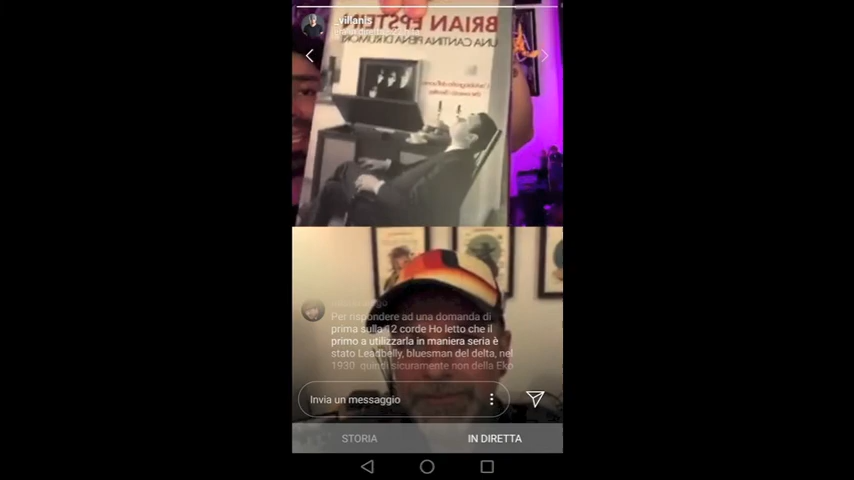 _villanis
BRIAN EPSTEIN
UNA CANTINA PIENA DI RUMORI
Per rispondere ad una domanda di
prima sulla 12 corde Ho letto che il
primo a utilizzarla in maniera seria è
stato Leadbelly, bluesman del delta, nel
1930 quindi sicuramente non della Eko
Invia un messaggio
STORIA
IN DIRETTA